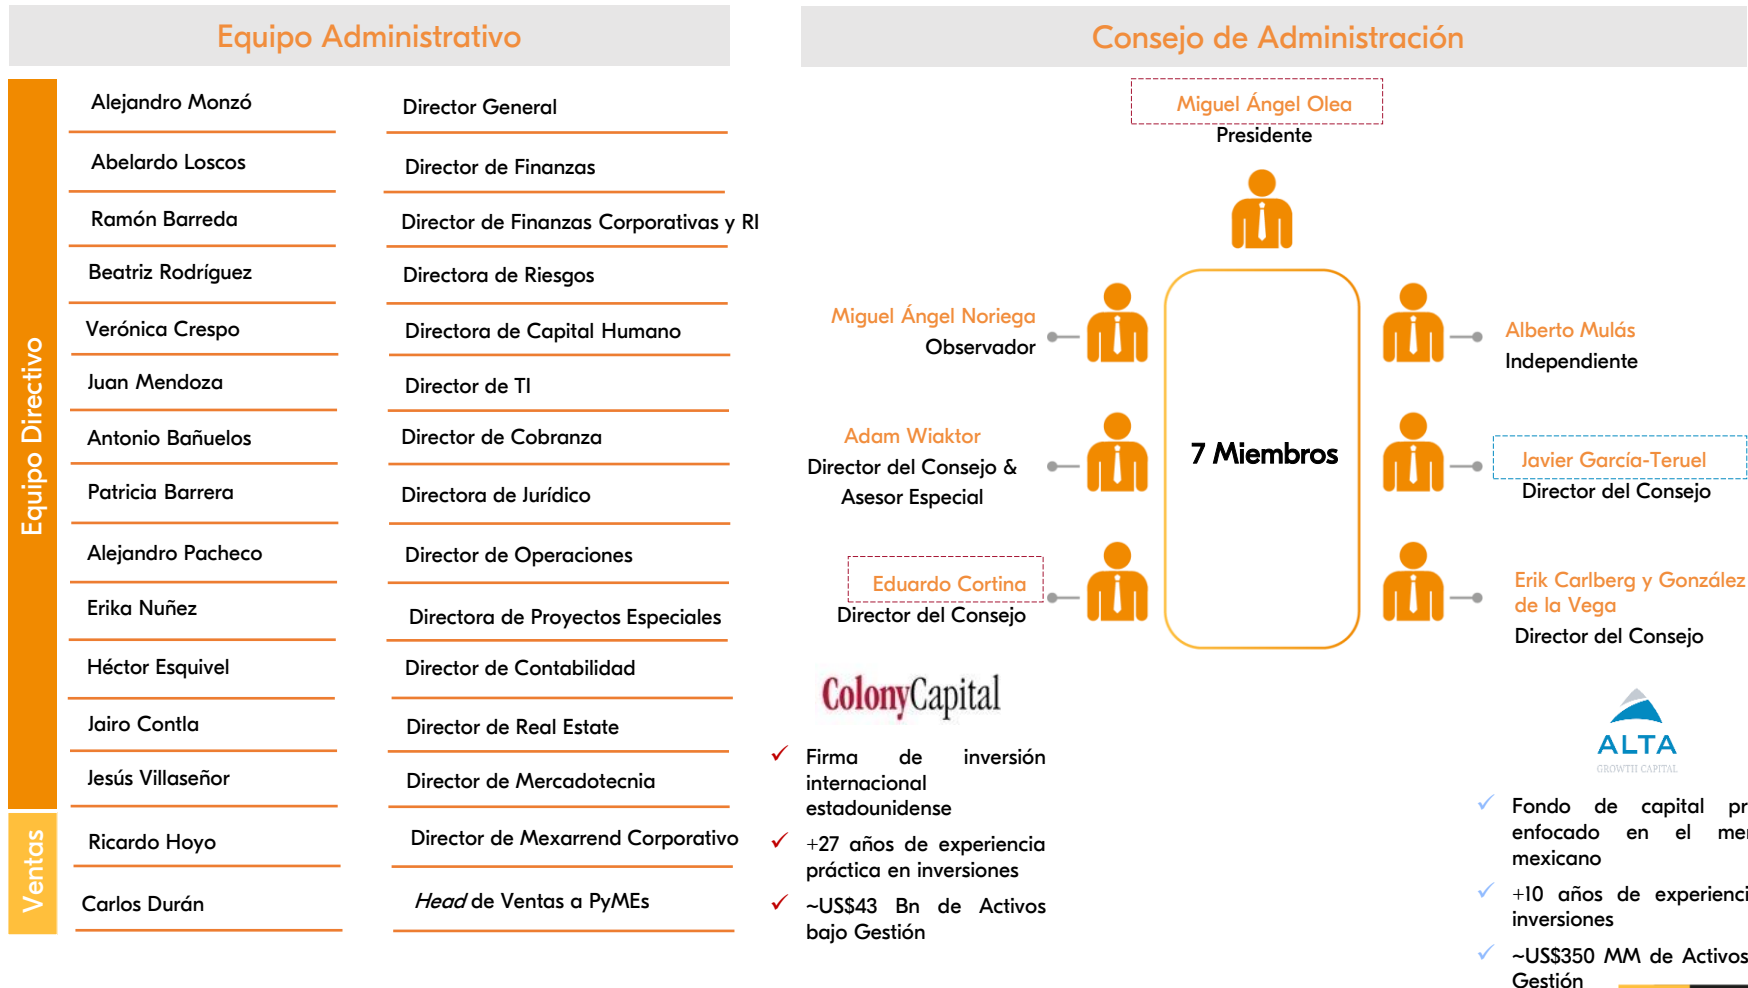 Equipo Administrativo
Equipo Directivo
Alejandro Monzó Director General
Abelardo Loscos Director de Finanzas
Ramón Barreda Director de Finanzas Corporativas y RI
Beatriz Rodríguez Directora de Riesgos
Verónica Crespo Directora de Capital Humano
Juan Mendoza Director de TI
Antonio Bañuelos Director de Cobranza
Patricia Barrera Directora de Jurídico
Alejandro Pacheco Director de Operaciones
Erika Nuñez Directora de Proyectos Especiales
Héctor Esquivel Director de Contabilidad
Jairo Contla Director de Real Estate
Jesús Villaseñor Director de Mercadotecnia
Ventas
Ricardo Hoyo Director de Mexarrend Corporativo
Carlos Durán Head de Ventas a PyMEs
Consejo de Administración
Miguel Ángel Olea
Presidente
Miguel Ángel Noriega
Observador
Adam Wiaktor
Director del Consejo &
Asesor Especial
Eduardo Cortina
Director del Consejo
7 Miembros
Alberto Mulás
Independiente
Javier García-Teruel
Director del Consejo
Erik Carlberg y González
de la Vega
Director del Consejo
ColonyCapital
✓ Firma de inversión
internacional
estadounidense
✓ +27 años de experiencia
práctica en inversiones
✓ ~US$43 Bn de Activos
bajo Gestión
ALTA
GROWTH CAPITAL
✓ Fondo de capital pr
enfocado en el mer
mexicano
✓ +10 años de experienci
inversiones
✓ ~US$350 MM de Activos
Gestión